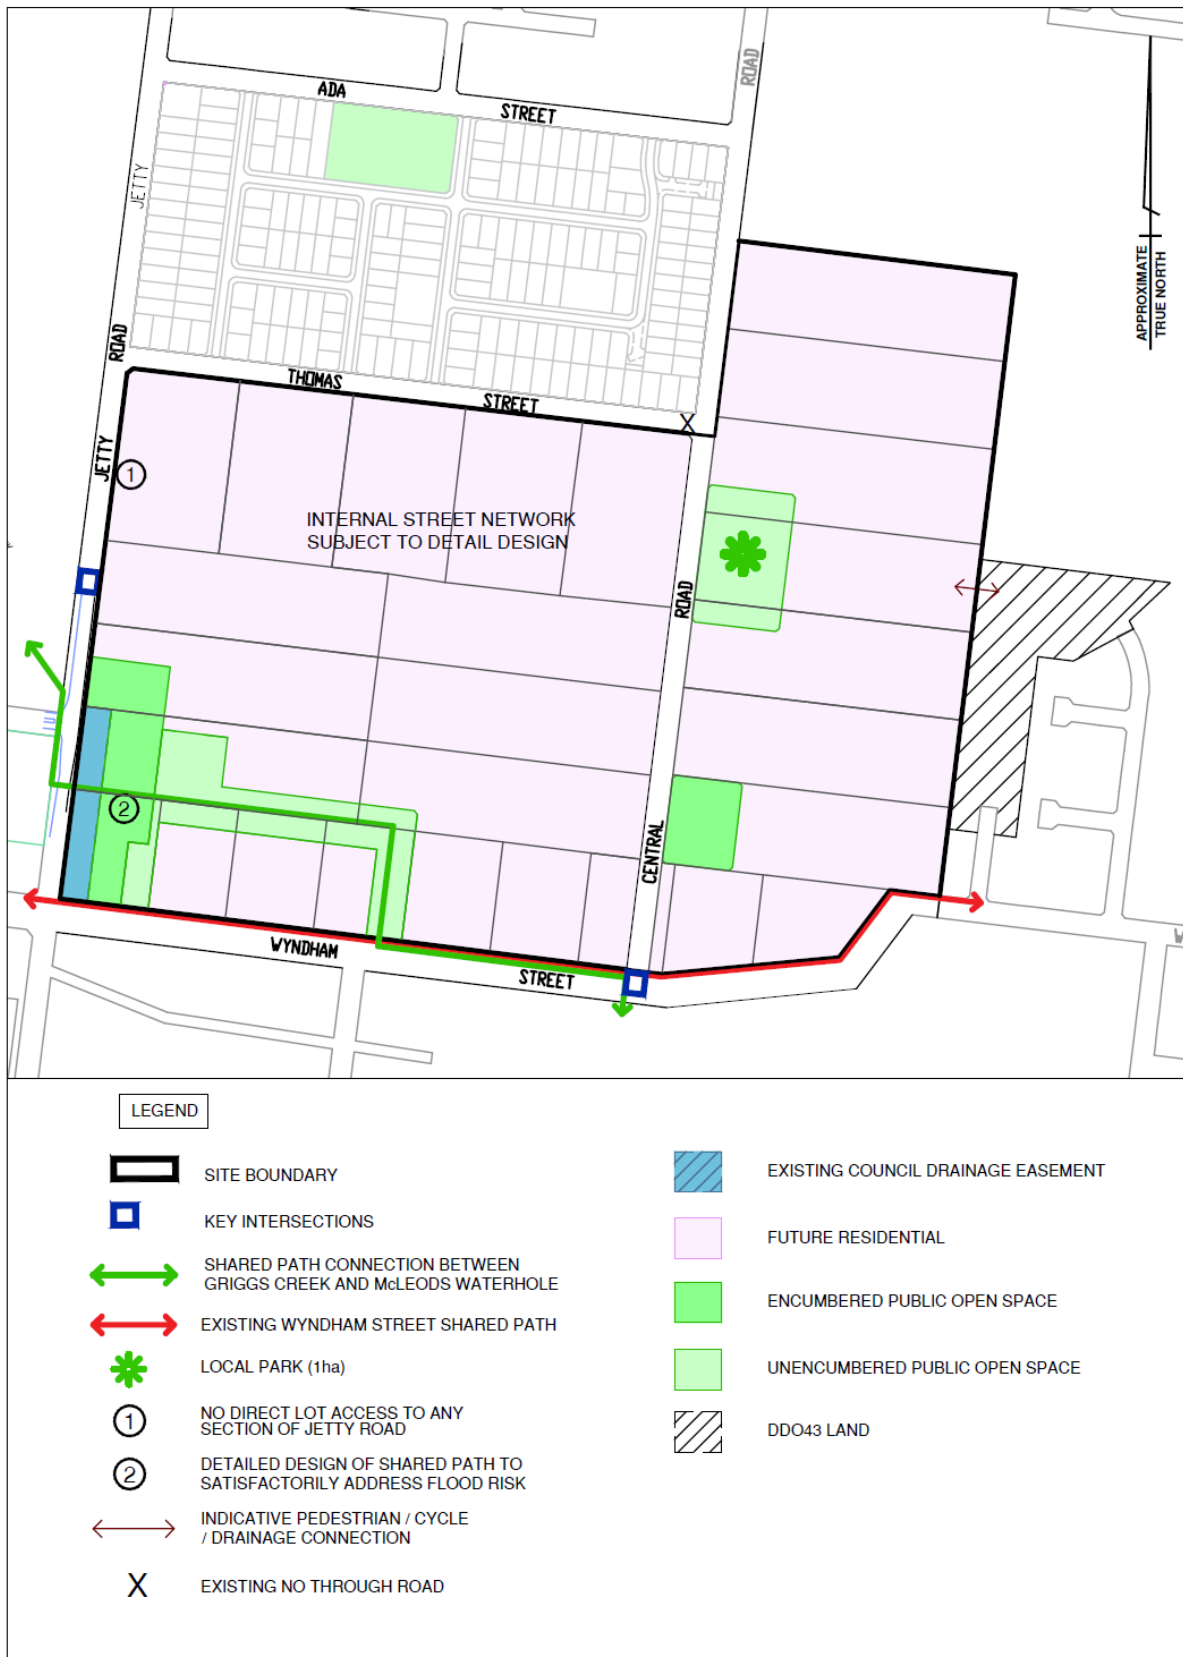 ROAD
ADA
STREET
JETTY
APPROXIMATE
TRUE NORTH
ROAD
THOMAS
STREET
X
JETTY
1
INTERNAL STREET NETWORK
SUBJECT TO DETAIL DESIGN
ROAD
2
CENTRAL
WYNDHAM
STREET
W
LEGEND
SITE BOUNDARY
KEY INTERSECTIONS
SHARED PATH CONNECTION BETWEEN
GRIGGS CREEK AND McLEODS WATERHOLE
EXISTING WYNDHAM STREET SHARED PATH
LOCAL PARK (1ha)
1
NO DIRECT LOT ACCESS TO ANY
SECTION OF JETTY ROAD
2
DETAILED DESIGN OF SHARED PATH TO
SATISFACTORILY ADDRESS FLOOD RISK
INDICATIVE PEDESTRIAN / CYCLE
/ DRAINAGE CONNECTION
X
EXISTING NO THROUGH ROAD
EXISTING COUNCIL DRAINAGE EASEMENT
FUTURE RESIDENTIAL
ENCUMBERED PUBLIC OPEN SPACE
UNENCUMBERED PUBLIC OPEN SPACE
DDO43 LAND